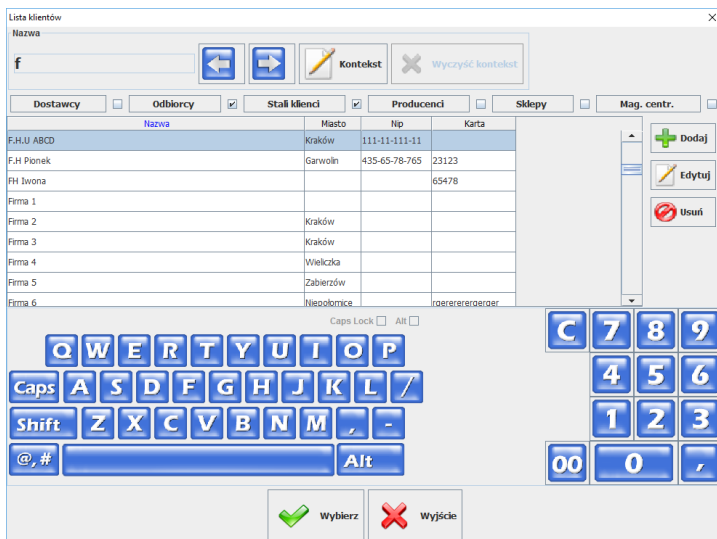 Lista klientów
Nazwa
f
Kontekst
Wyczyść kontekst
Dostawcy Odbiorcy Stali klienci Producenci Sklepy Mag. centr.
Nazwa Miasto Nip Karta
F.H.U ABCD Kraków 111-11-111-11
F.H Pionek Garwolin 435-65-78-765 23123
FH Iwona 65478
Firma 1
Firma 2 Kraków
Firma 3 Kraków
Firma 4 Wieliczka
Firma 5 Zabierzów
Firma 6 Niepołomice rgerererergerger
Dodaj
Edytuj
Usuń
Caps Lock Alt
Q W E R T Y U I O P
Caps A S D F G H J K L /
Shift Z X C V B N M , -
@,# Alt
C 7 8 9
4 5 6
1 2 3
00 0 ,
Wybierz Wyjście